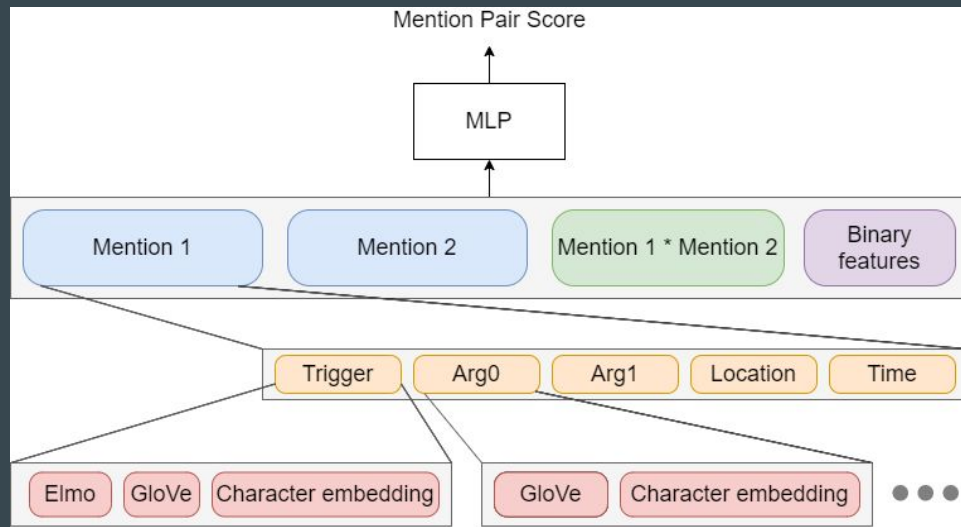 Mention Pair Score
MLP
Mention 1
Mention 2
Mention 1 * Mention 2
Binary
features
Trigger
Arg0
Arg1
Location
Time
Elmo
GloVe
Character embedding
GloVe
Character embedding